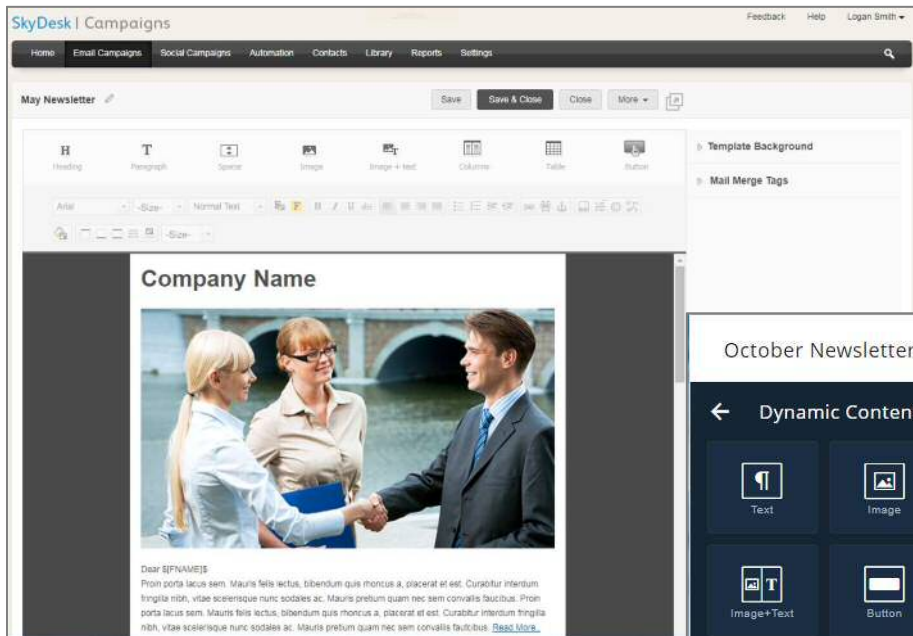 SkyDesk | Campaigns
Feedback Help Logan Smith
Home Email Campaigns Social Campaigns Automation Contacts Library Reports Settings
May Newsletter Save Save & Close Close More
H T
Heading Paragraph Spacer Image Image + text Columns Table Button
Template Background
Mail Merge Tags
Arial -Size- Normal Text B I U abc
-Size-
Company Name
Dear $[FNAME]$
Proin porta lacus sem. Mauris felis lectus, bibendum quis rhoncus a, placerat et est. Curabitur interdum
fringilla nibh, vitae scelerisque nunc sodales ac. Mauris pretium quam nec sem convallis faucibus. Proin
porta lacus sem. Mauris felis lectus, bibendum quis rhoncus a, placerat et est. Curabitur interdum fringilla
nibh, vitae scelerisque nunc sodales ac. Mauris pretium quam nec sem convallis fautcibus. Read More..
October Newsletter
Dynamic Conten
Text Image
Image+Text Button